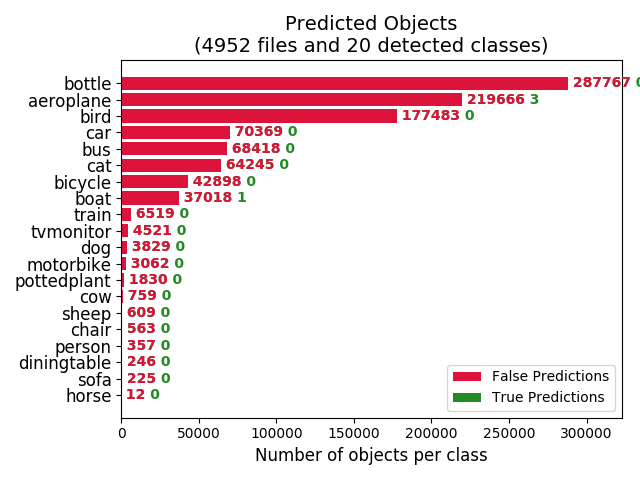 Predicted Objects
(4952 files and 20 detected classes)
bottle 287767 0
aeroplane 219666 3
bird 177483 0
car 70369 0
bus 68418 0
cat 64245 0
bicycle 42898 0
boat 37018 1
train 6519 0
tvmonitor 4521 0
dog 3829 0
motorbike 3062 0
pottedplant 1830 0
cow 759 0
sheep 609 0
chair 563 0
person 357 0
diningtable 246 0
sofa 225 0
horse 12 0
False Predictions
True Predictions
0 50000 100000 150000 200000 250000 300000
Number of objects per class